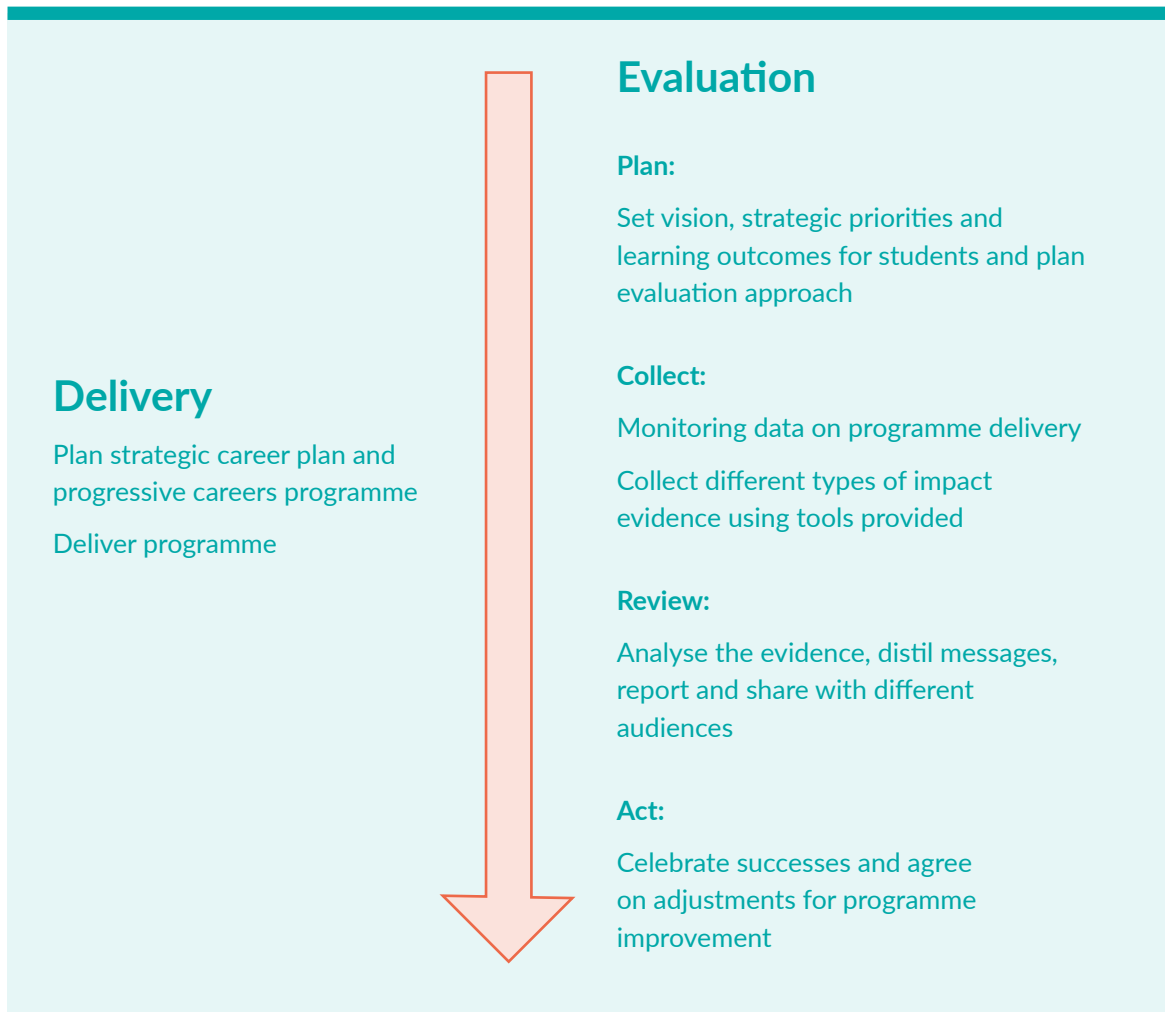 Delivery
Plan strategic career plan and
progressive careers programme
Deliver programme
Evaluation
Plan:
Set vision, strategic priorities and
learning outcomes for students and plan
evaluation approach
Collect:
Monitoring data on programme delivery
Collect different types of impact
evidence using tools provided
Review:
Analyse the evidence, distil messages,
report and share with different
audiences
Act:
Celebrate successes and agree
on adjustments for programme
improvement